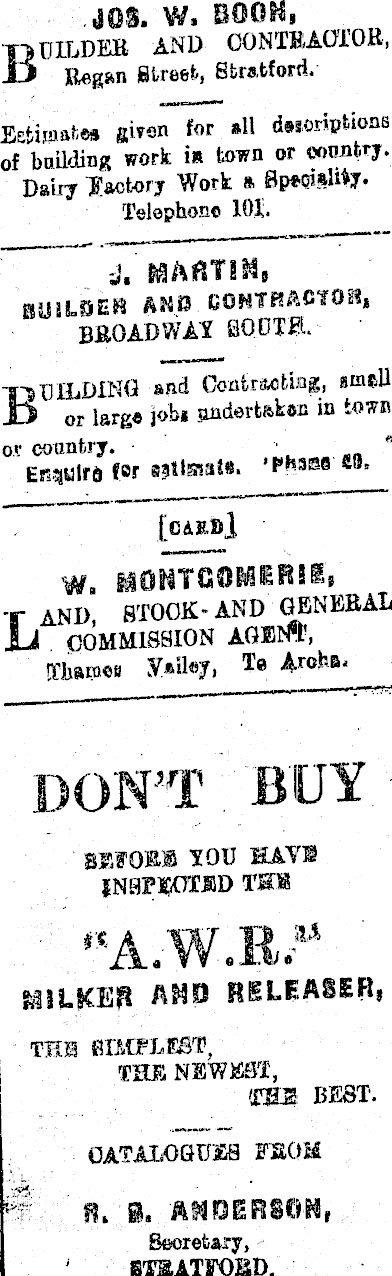 JOS. W. BOON,
BUILDER AND CONTRACTOR,
Regan Street, Stratford.
Estimates given for all descriptions
of building work in town or country.
Dairy Factory Work a Speciality.
Telephone 101.
J. MARTIN,
BUILDER AND CONTRACTOR,
BROADWAY SOUTH.
BUILDING and Contracting, small
or large jobs undertaken in town
or country.
Enquire for estimate. 'Phone 49.
[CARD]
W. MONTGOMERIE,
LAND, STOCK- AND GENERAL
COMMISSION AGENT,
Thames Valley, Te Aroha.
DON'T BUY
BEFORE YOU HAVE
INSPECTED THE
"A.W.R."
MILKER AND RELEASER,
THE SIMPLEST,
THE NEWEST,
THE BEST.
CATALOGUES FROM
R. B. ANDERSON,
Secretary,
STRATFORD.